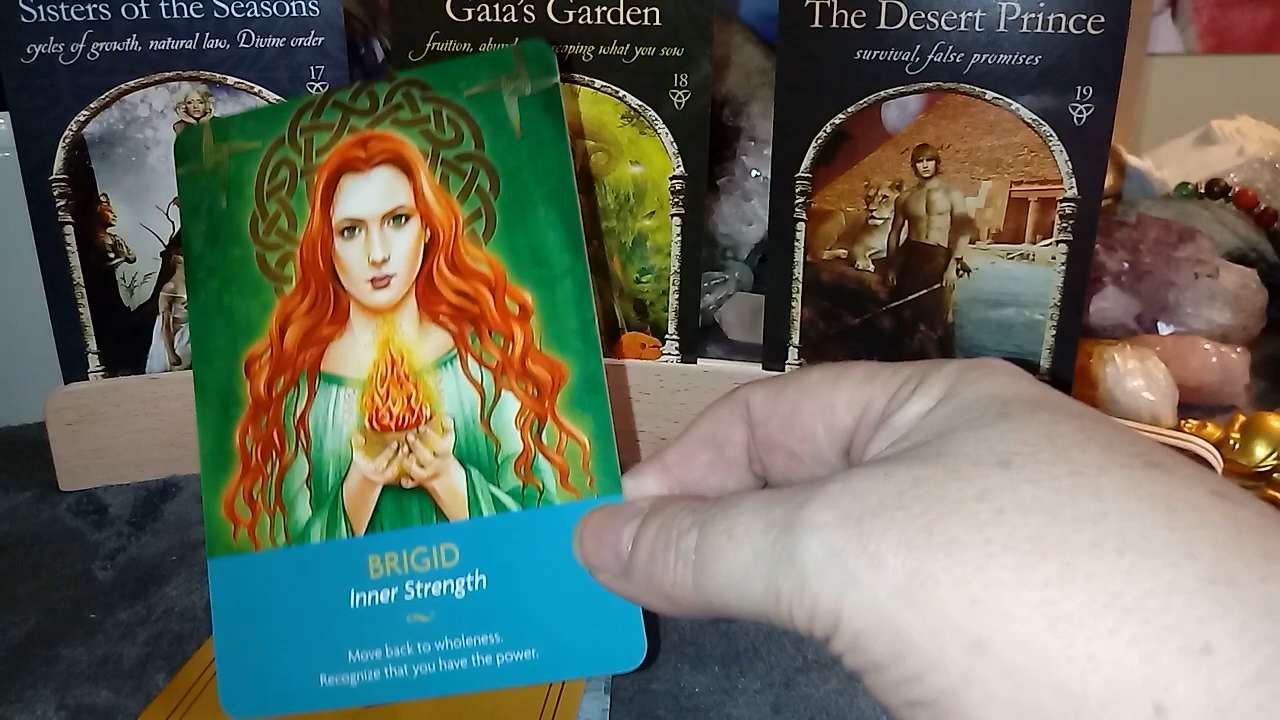 Sisters of the Seasons
cycles of growth, natural law, Divine order
17
Gaia's Garden
fruition, reaping what you sow
18
The Desert Prince
survival, false promises
19
BRIGID
Inner Strength
Move back to wholeness.
Recognize that you have the power.